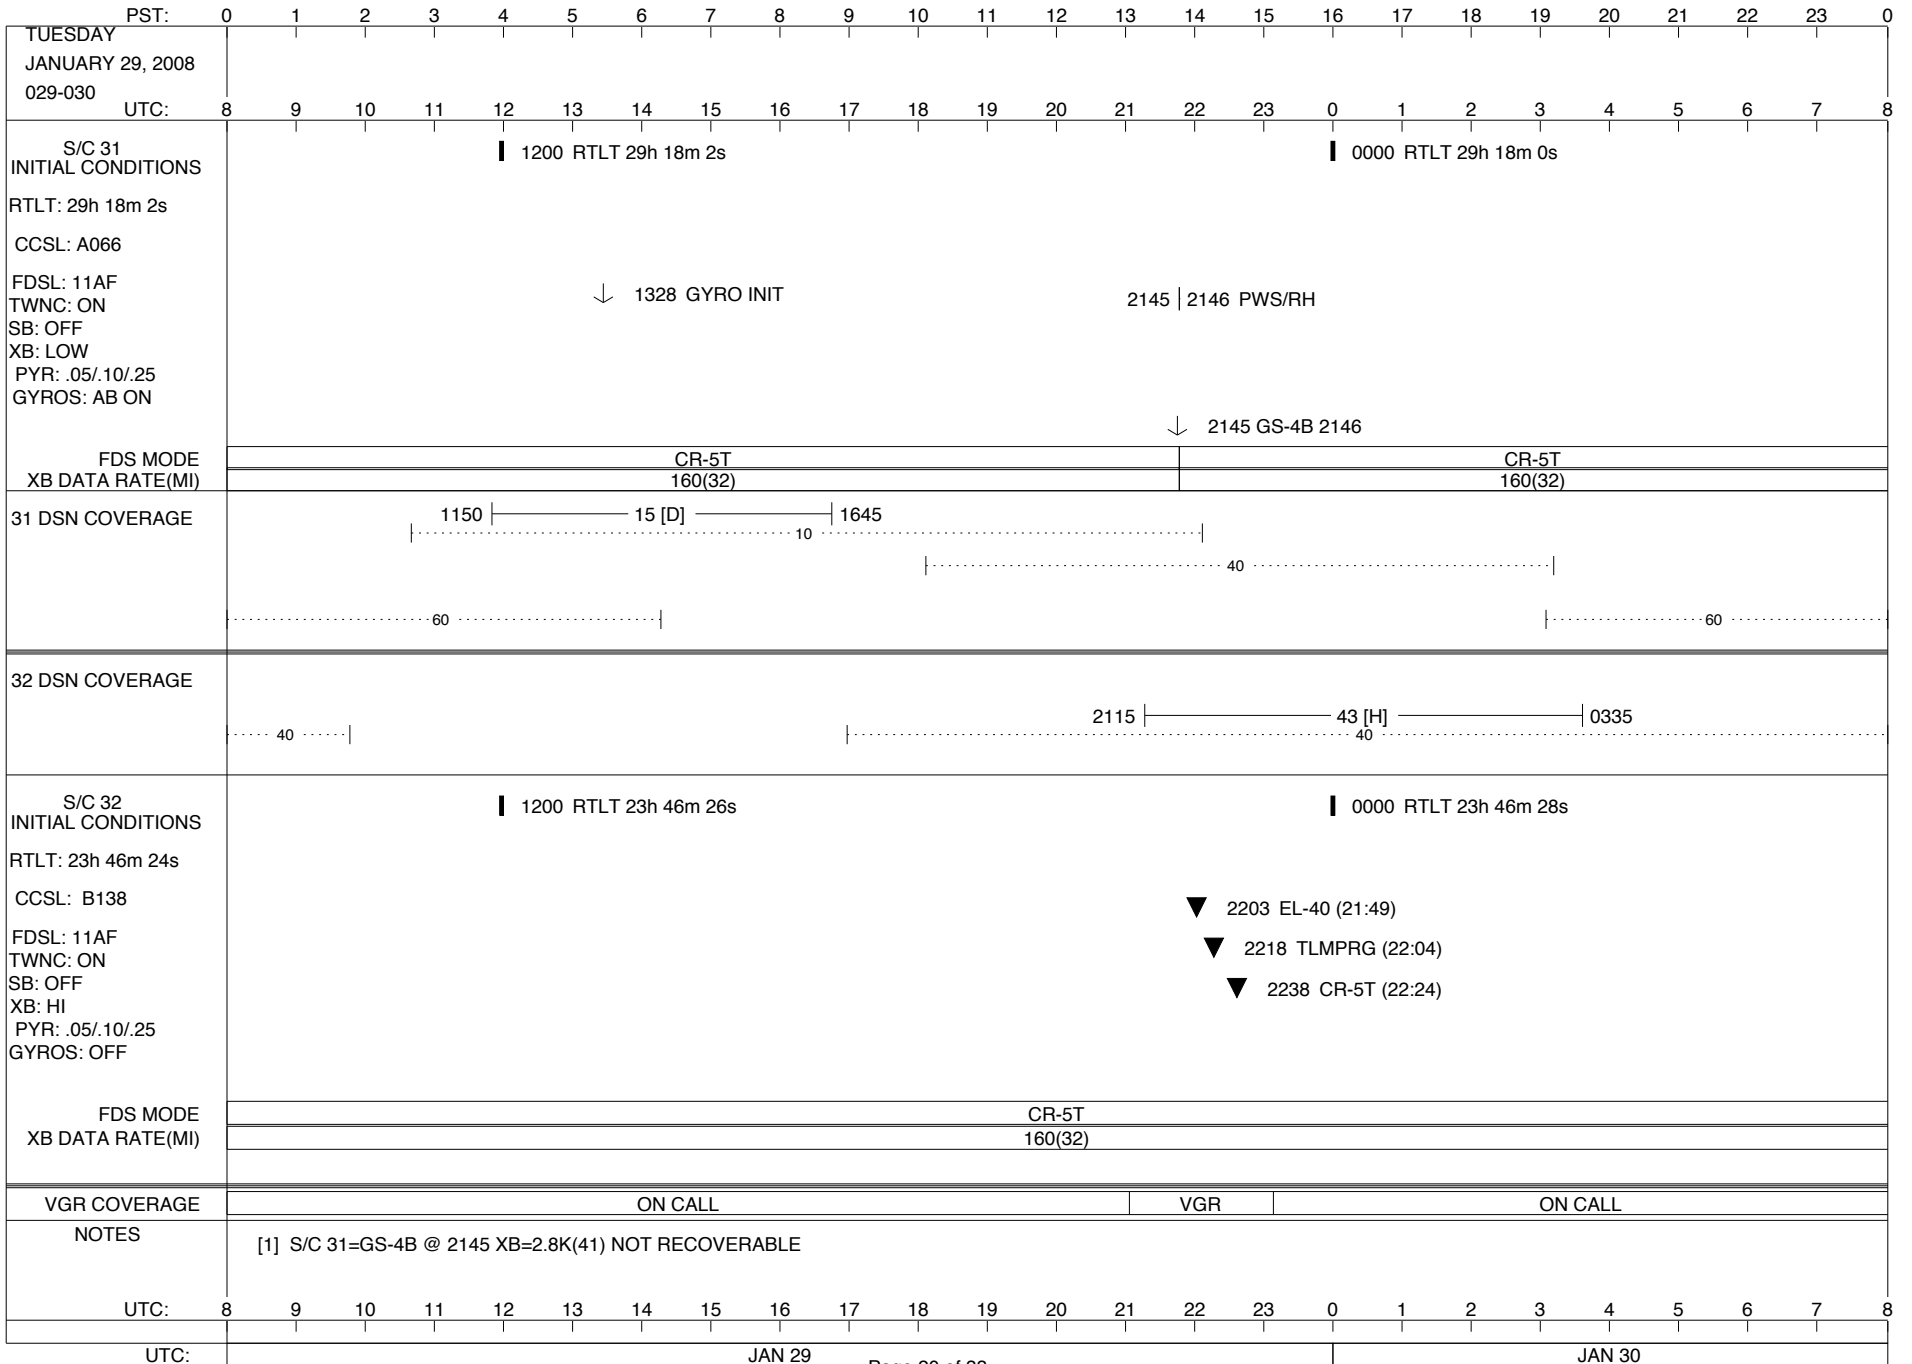 PST: 0 1 2 3 4 5 6 7 8 9 10 11 12 13 14 15 16 17 18 19 20 21 22 23 0
TUESDAY
JANUARY 29, 2008
029-030
UTC: 8 9 10 11 12 13 14 15 16 17 18 19 20 21 22 23 0 1 2 3 4 5 6 7 8
S/C 31
INITIAL CONDITIONS
1200 RTLT 29h 18m 2s
0000 RTLT 29h 18m 0s
RTLT: 29h 18m 2s
CCSL: A066
FDSL: 11AF
TWNC: ON
SB: OFF
XB: LOW
PYR: .05/.10/.25
GYROS: AB ON
1328 GYRO INIT
2145 2146 PWS/RH
2145 GS-4B 2146
FDS MODE CR-5T CR-5T
XB DATA RATE(MI) 160(32) 160(32)
31 DSN COVERAGE
1150 15 [D] 1645
10
40
60 60
32 DSN COVERAGE
2115 43 [H] 0335
40 40
S/C 32
INITIAL CONDITIONS
1200 RTLT 23h 46m 26s
0000 RTLT 23h 46m 28s
RTLT: 23h 46m 24s
CCSL: B138
FDSL: 11AF
TWNC: ON
SB: OFF
XB: HI
PYR: .05/.10/.25
GYROS: OFF
2203 EL-40 (21:49)
2218 TLMPRG (22:04)
2238 CR-5T (22:24)
FDS MODE CR-5T
XB DATA RATE(MI) 160(32)
VGR COVERAGE ON CALL VGR ON CALL
NOTES
[1] S/C 31=GS-4B @ 2145 XB=2.8K(41) NOT RECOVERABLE
UTC: 8 9 10 11 12 13 14 15 16 17 18 19 20 21 22 23 0 1 2 3 4 5 6 7 8
UTC: JAN 29 JAN 30